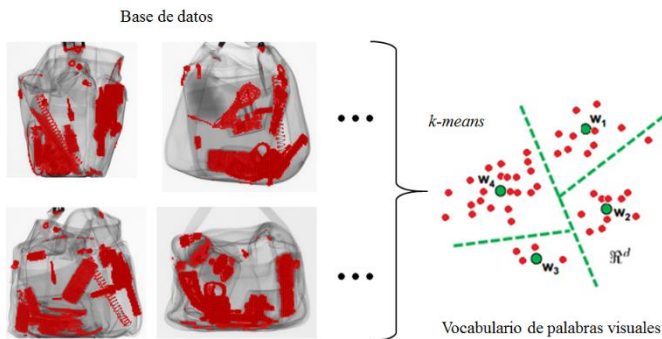 Base de datos
k-means
w1
w4
w2
w3
ℜᵈ
Vocabulario de palabras visuales